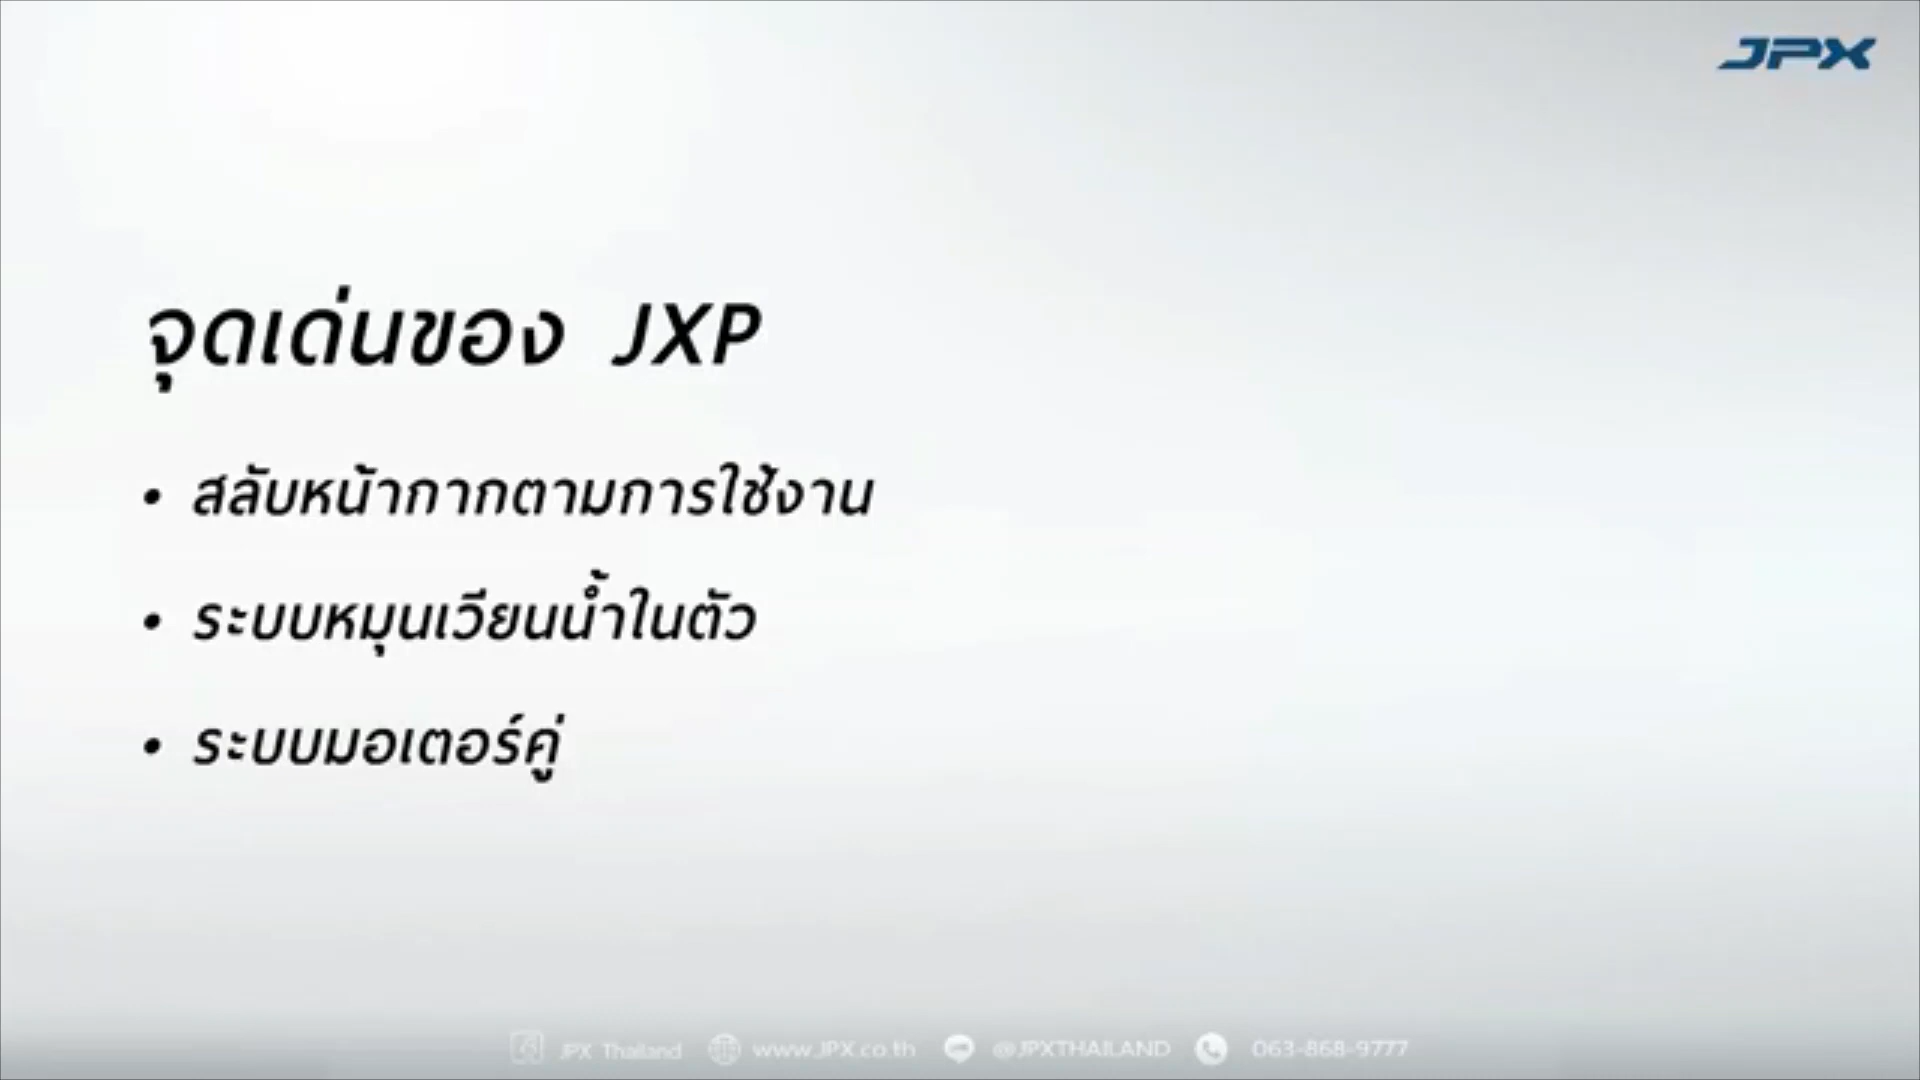 JPX
จุดเด่นของ JXP
• สลับหน้ากากตามการใช้งาน
• ระบบหมุนเวียนน้ำในตัว
• ระบบมอเตอร์คู่
JPX Thailand www.JPX.co.th @JPXTHAILAND 063-868-9777